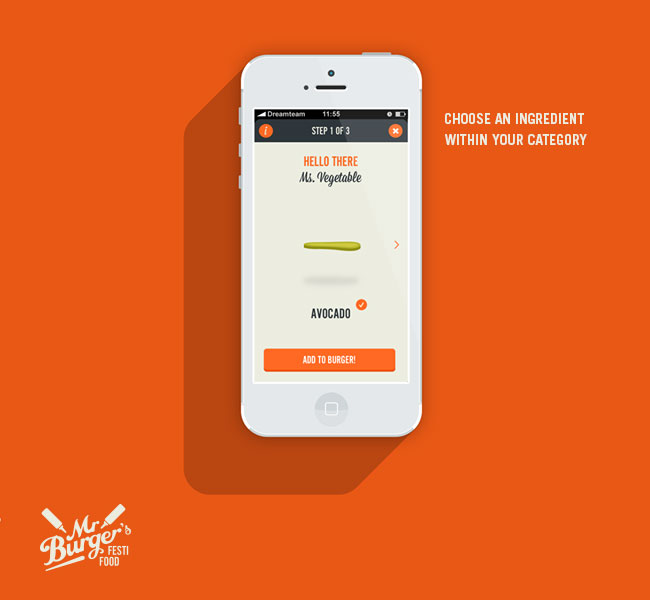 Dreamteam 11:55
i STEP 1 OF 3
HELLO THERE
Ms. Vegetable
AVOCADO
ADD TO BURGER!
CHOOSE AN INGREDIENT
WITHIN YOUR CATEGORY
Mr
Burger's
FESTI
FOOD